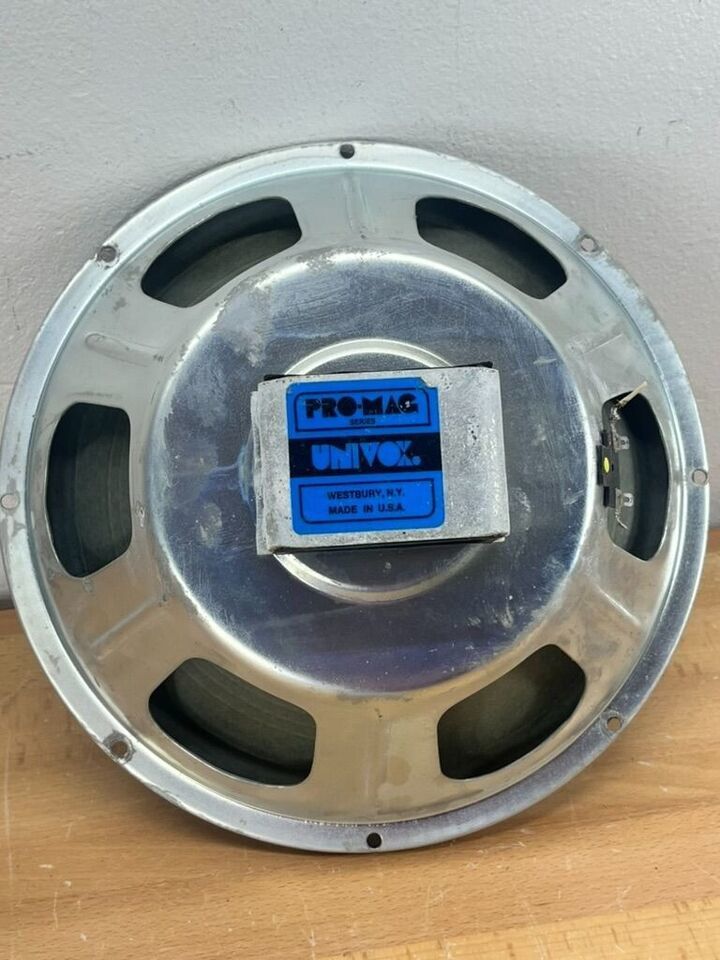 PRO-MAG
SERIES
UNIVOX.
WESTBURY, N.Y.
MADE IN U.S.A.